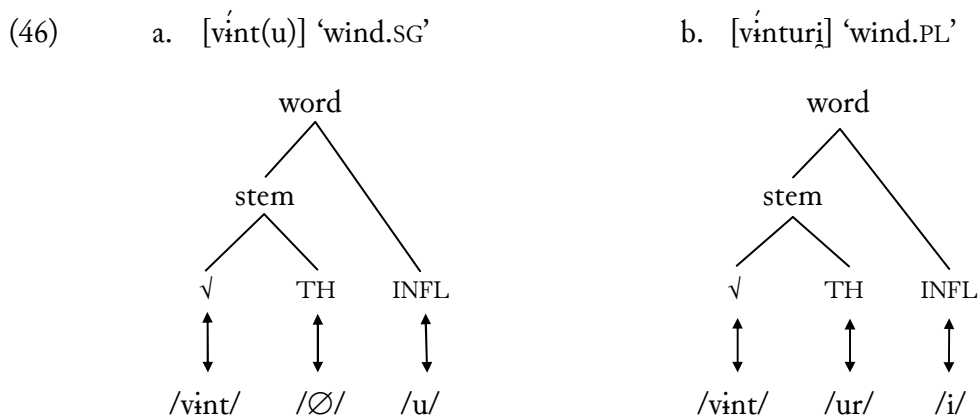 (46) a. [vɨ́nt(u)] ‘wind.SG’ b. [vɨ́nturi̯] ‘wind.PL’
word word
stem stem
√ TH INFL √ TH INFL
/vɨnt/ /∅/ /u/ /vɨnt/ /ur/ /i/